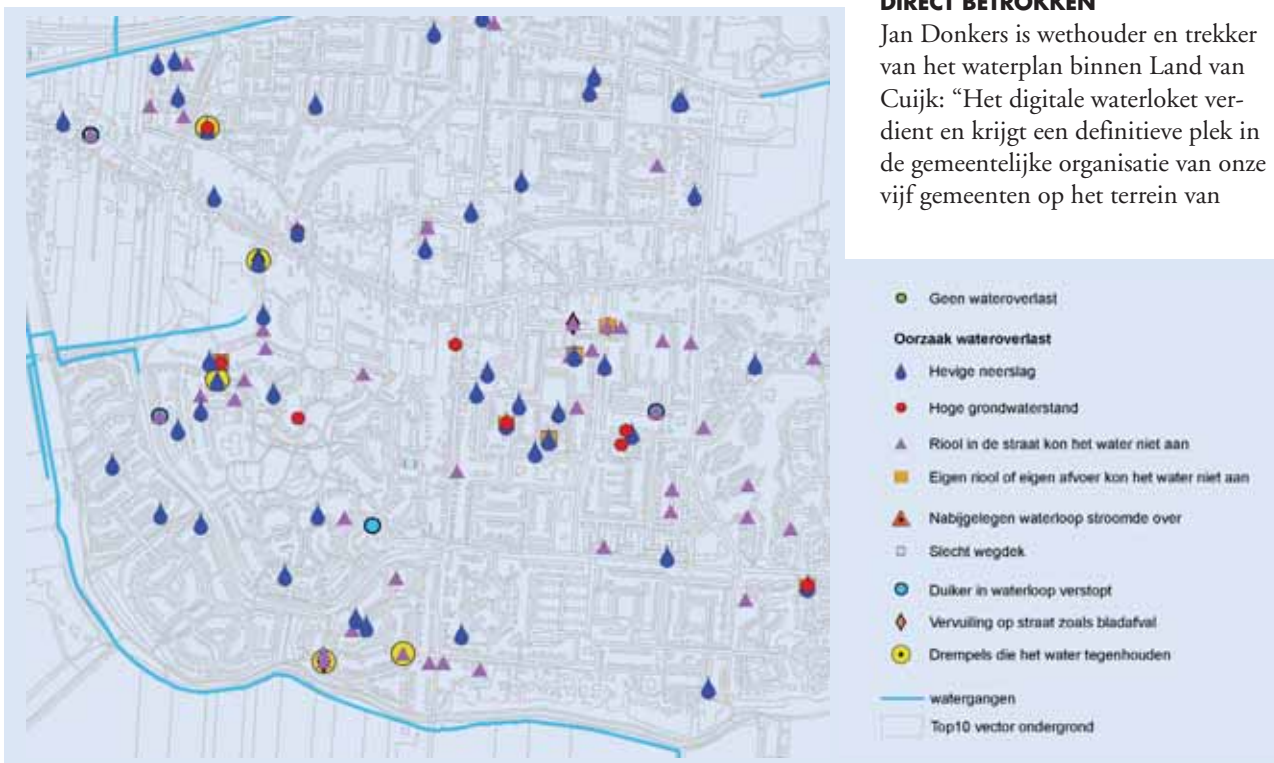 DIRECT BETROKKEN
Jan Donkers is wethouder en trekker
van het waterplan binnen Land van
Cuijk: “Het digitale waterloket ver-
dient en krijgt een definitieve plek in
de gemeentelijke organisatie van onze
vijf gemeenten op het terrein van
Geen wateroverlast
Oorzaak wateroverlast
Hevige neerslag
Hoge grondwaterstand
Riool in de straat kon het water niet aan
Eigen riool of eigen afvoer kon het water niet aan
Nabijgelegen waterloop stroomde over
Slecht wegdek
Duiker in waterloop verstopt
Vervuiling op straat zoals bladafval
Drempels die het water tegenhouden
watergangen
Top10 vector ondergrond